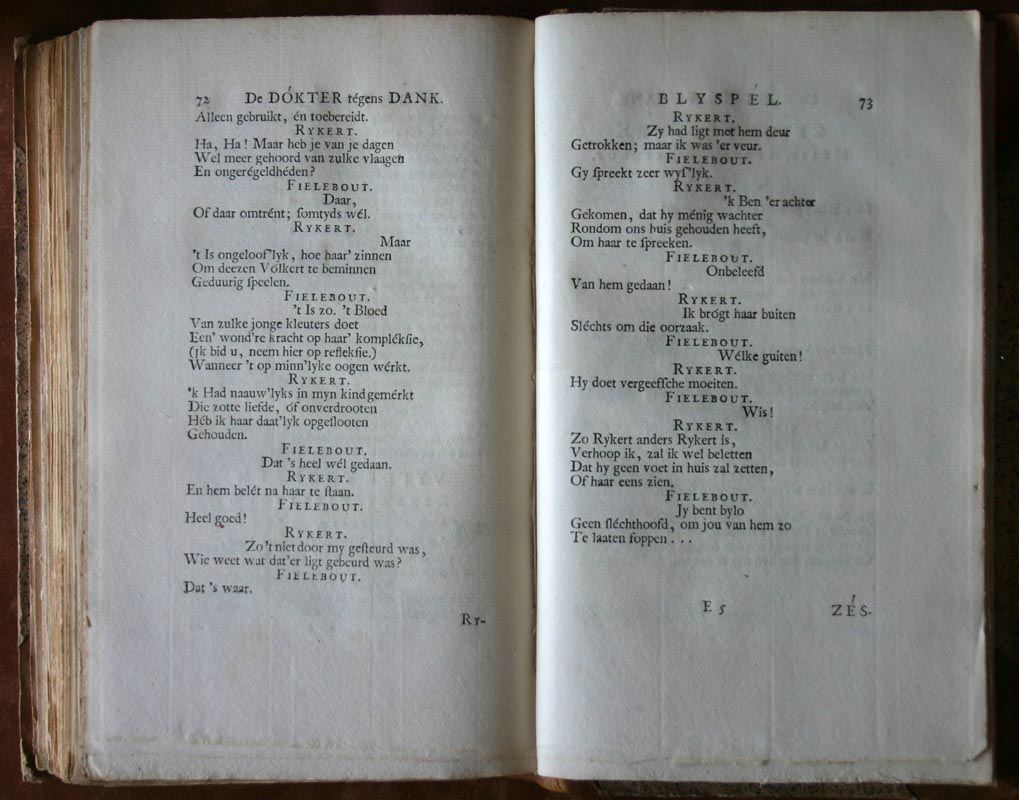 72 De DÓKTER tégens DANK.
Alleen gebruikt, én toebereidt.
RYKERT.
Ha, Ha! Maar heb je van je dagen
Wel meer gehoord van zulke vlaagen
En ongerégeldhéden?
FIELEBOUT.
Daar,
Of daar omtrént; ſomtyds wél.
RYKERT.
Maar
't Is ongeloof'lyk, hoe haar' zinnen
Om deezen Vólkert te beminnen
Geduurig ſpeelen.
FIELEBOUT.
't Is zo. 't Bloed
Van zulke jonge kleuters doet
Een' wond're kracht op haar' kompléktie,
(Ik bid u, neem hier op reflekſie.)
Wanneer 't op minn'lyke oogen wérkt.
RYKERT.
'k Had naauw'lyks in myn kind gemérkt
Die zotte liefde, óf onverdrooten
Héb ik haar daat'lyk opgeſlooten
Gehouden.
FIELEBOUT.
Dat 's heel wél gedaan.
RYKERT.
En hem belét na haar te ſtaan.
FIELEBOUT.
Heel goed!
RYKERT.
Zo 't niet door my geſteurd was,
Wie weet wat dat'er ligt gebeurd was?
FIELEBOUT.
Dat 's waar.
RY-
BLYSPÉL. 73
RYKERT.
Zy had ligt met hem deur
Getrokken; maar ik was 'er veur.
FIELEBOUT.
Gy ſpreekt zeer wyſ'lyk.
RYKERT.
'k Ben 'er achter
Gekomen, dat hy ménig wachter
Rondom ons huis gehouden heeft,
Om haar te ſpreeken.
FIELEBOUT.
Onbeleefd
Van hem gedaan!
RYKERT.
Ik brógt haar buiten
Sléchts om die oorzaak.
FIELEBOUT.
Wélke guiten!
RYKERT.
Hy doet vergeefſche moeiten.
FIELEBOUT.
Wis!
RYKERT.
Zo Rykert anders Rykert is,
Verhoop ik, zal ik wel beletten
Dat hy geen voet in huis zal zetten,
Of haar eens zien.
FIELEBOUT.
Jy bent bylo
Geen ſléchthoofd, om jou van hem zo
Te laaten foppen . . .
E 5 ZÉS-